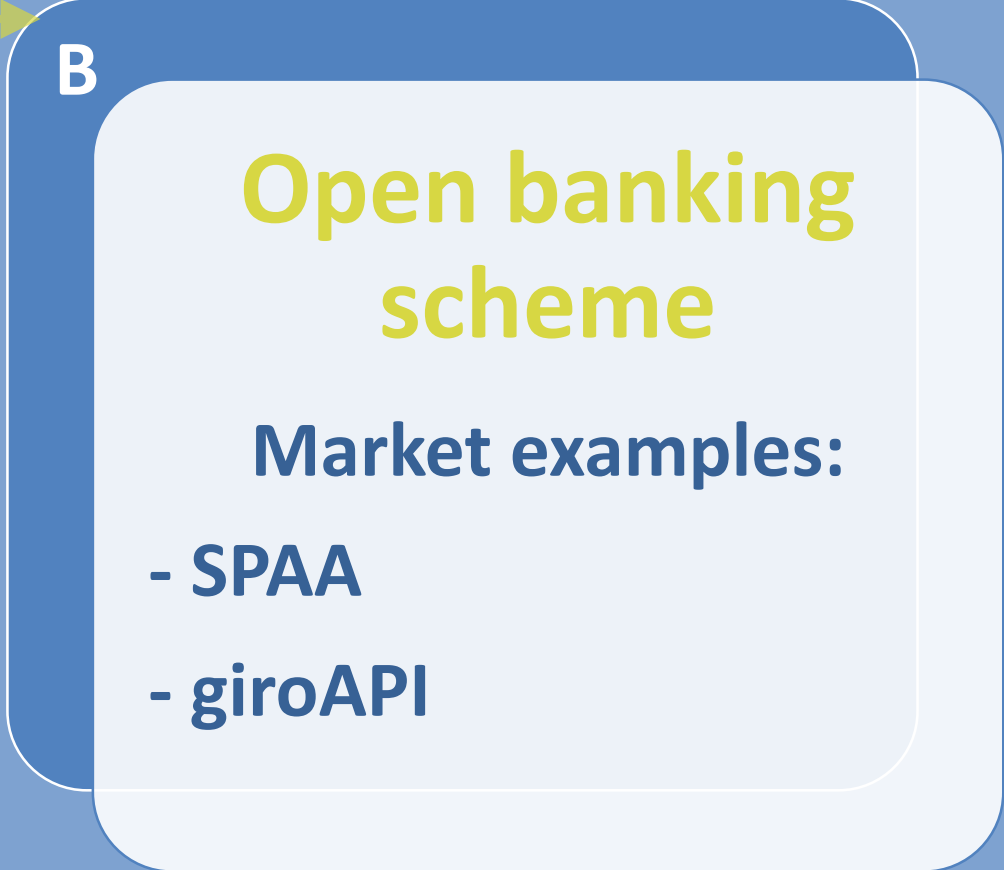 B
Open banking
scheme
Market examples:
- SPAA
- giroAPI